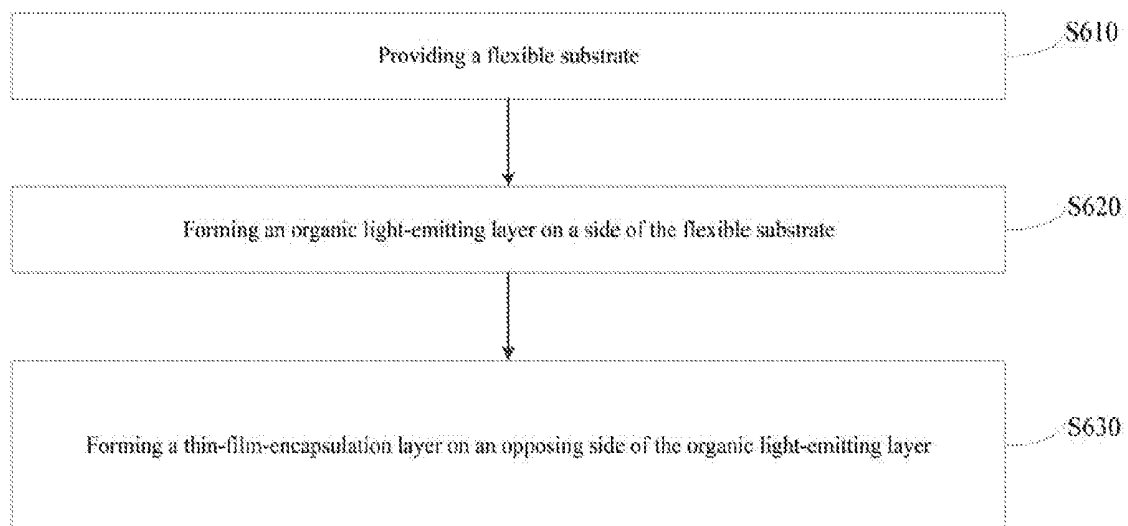 Providing a flexible substrate
S610
Forming an organic light-emitting layer on a side of the flexible substrate
S620
Forming a thin-film-encapsulation layer on an opposing side of the organic light-emitting layer
S630